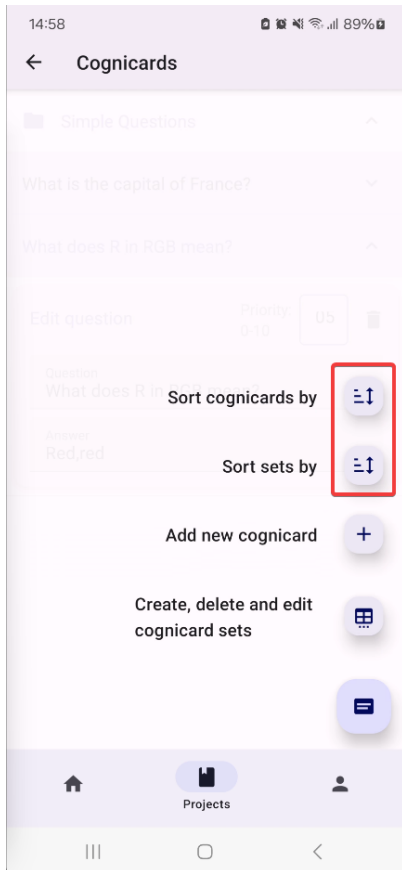 14:58
89%
Cognicards
Simple Questions
What is the capital of France?
What does R in RGB mean?
Edit question
Priority
0-10
05
Question
What does R in RGB mean?
Sort cognicards by
Answer
Red,red
Sort sets by
Add new cognicard
Create, delete and edit
cognicard sets
Projects